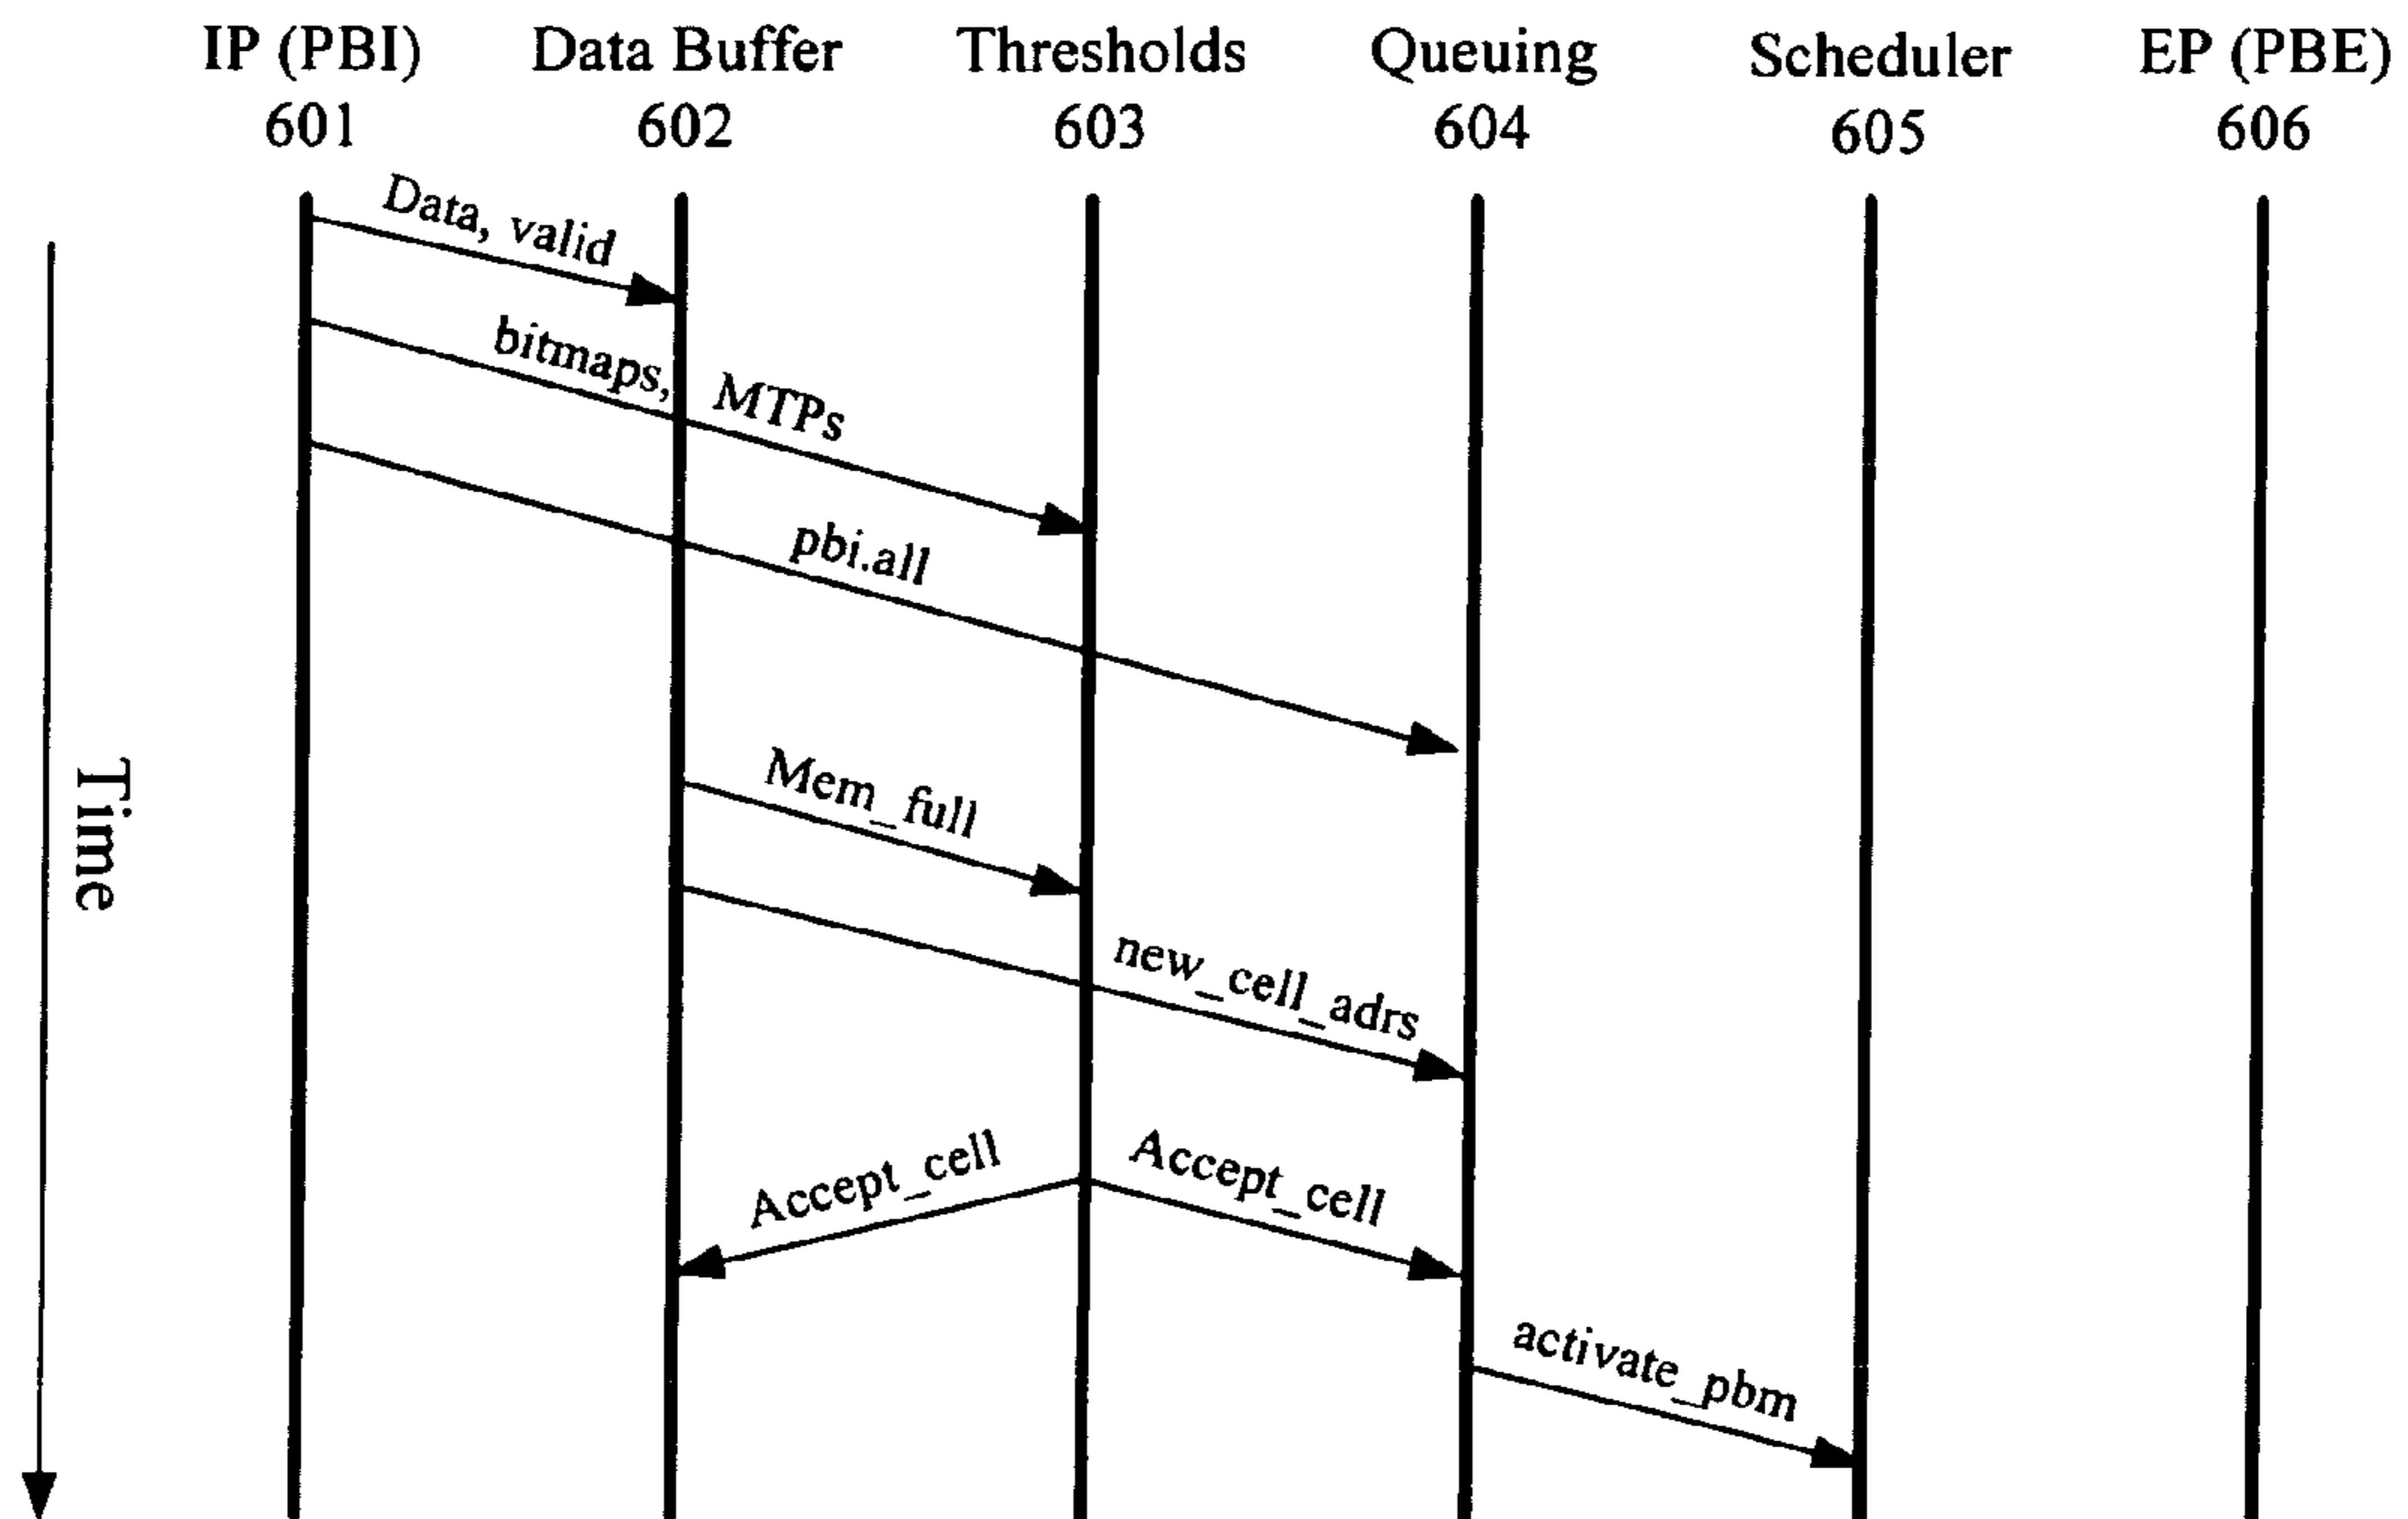 IP (PBI) Data Buffer Thresholds Queuing Scheduler EP (PBE)
601 602 603 604 605 606
Data, valid
bitmaps, MTPs
pbi.all
Mem_full
new_cell_adrs
Accept_cell Accept_cell
activate_pbm
Time